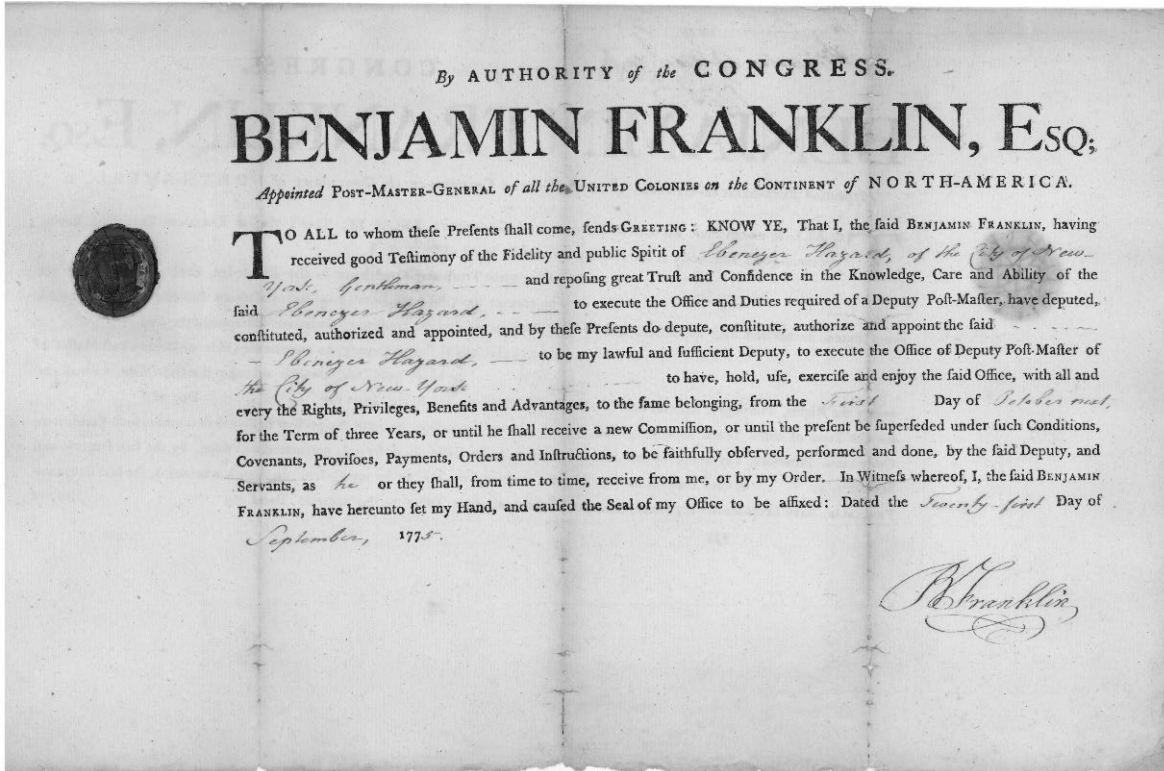 By AUTHORITY of the CONGRESS.
BENJAMIN FRANKLIN, Esq;
Appointed Post-Master-General of all the United Colonies on the Continent of NORTH-AMERICA.
TO ALL to whom theſe Preſents ſhall come, ſends Greeting: KNOW YE, That I, the ſaid Benjamin Franklin, having
received good Teſtimony of the Fidelity and public Spirit of Ebenezer Hazard, of the City of New-
York, Gentleman, and repoſing great Truſt and Confidence in the Knowledge, Care and Ability of the
ſaid Ebenezer Hazard, to execute the Office and Duties required of a Deputy Poſt-Maſter, have deputed,
conſtituted, authorized and appointed, and by theſe Preſents do depute, conſtitute, authorize and appoint the ſaid
Ebenezer Hazard, to be my lawful and ſufficient Deputy, to execute the Office of Deputy Poſt-Maſter of
the City of New-York to have, hold, uſe, exerciſe and enjoy the ſaid Office, with all and
every the Rights, Privileges, Benefits and Advantages, to the ſame belonging, from the First Day of October next,
for the Term of three Years, or until he ſhall receive a new Commiſſion, or until the preſent be ſuperſeded under ſuch Conditions,
Covenants, Proviſoes, Payments, Orders and Inſtructions, to be faithfully obſerved, performed and done, by the ſaid Deputy, and
Servants, as he or they ſhall, from time to time, receive from me, or by my Order. In Witneſs whereof, I, the ſaid Benjamin
Franklin, have hereunto ſet my Hand, and cauſed the Seal of my Office to be affixed: Dated the Twenty-first Day of
September, 1775.
B Franklin